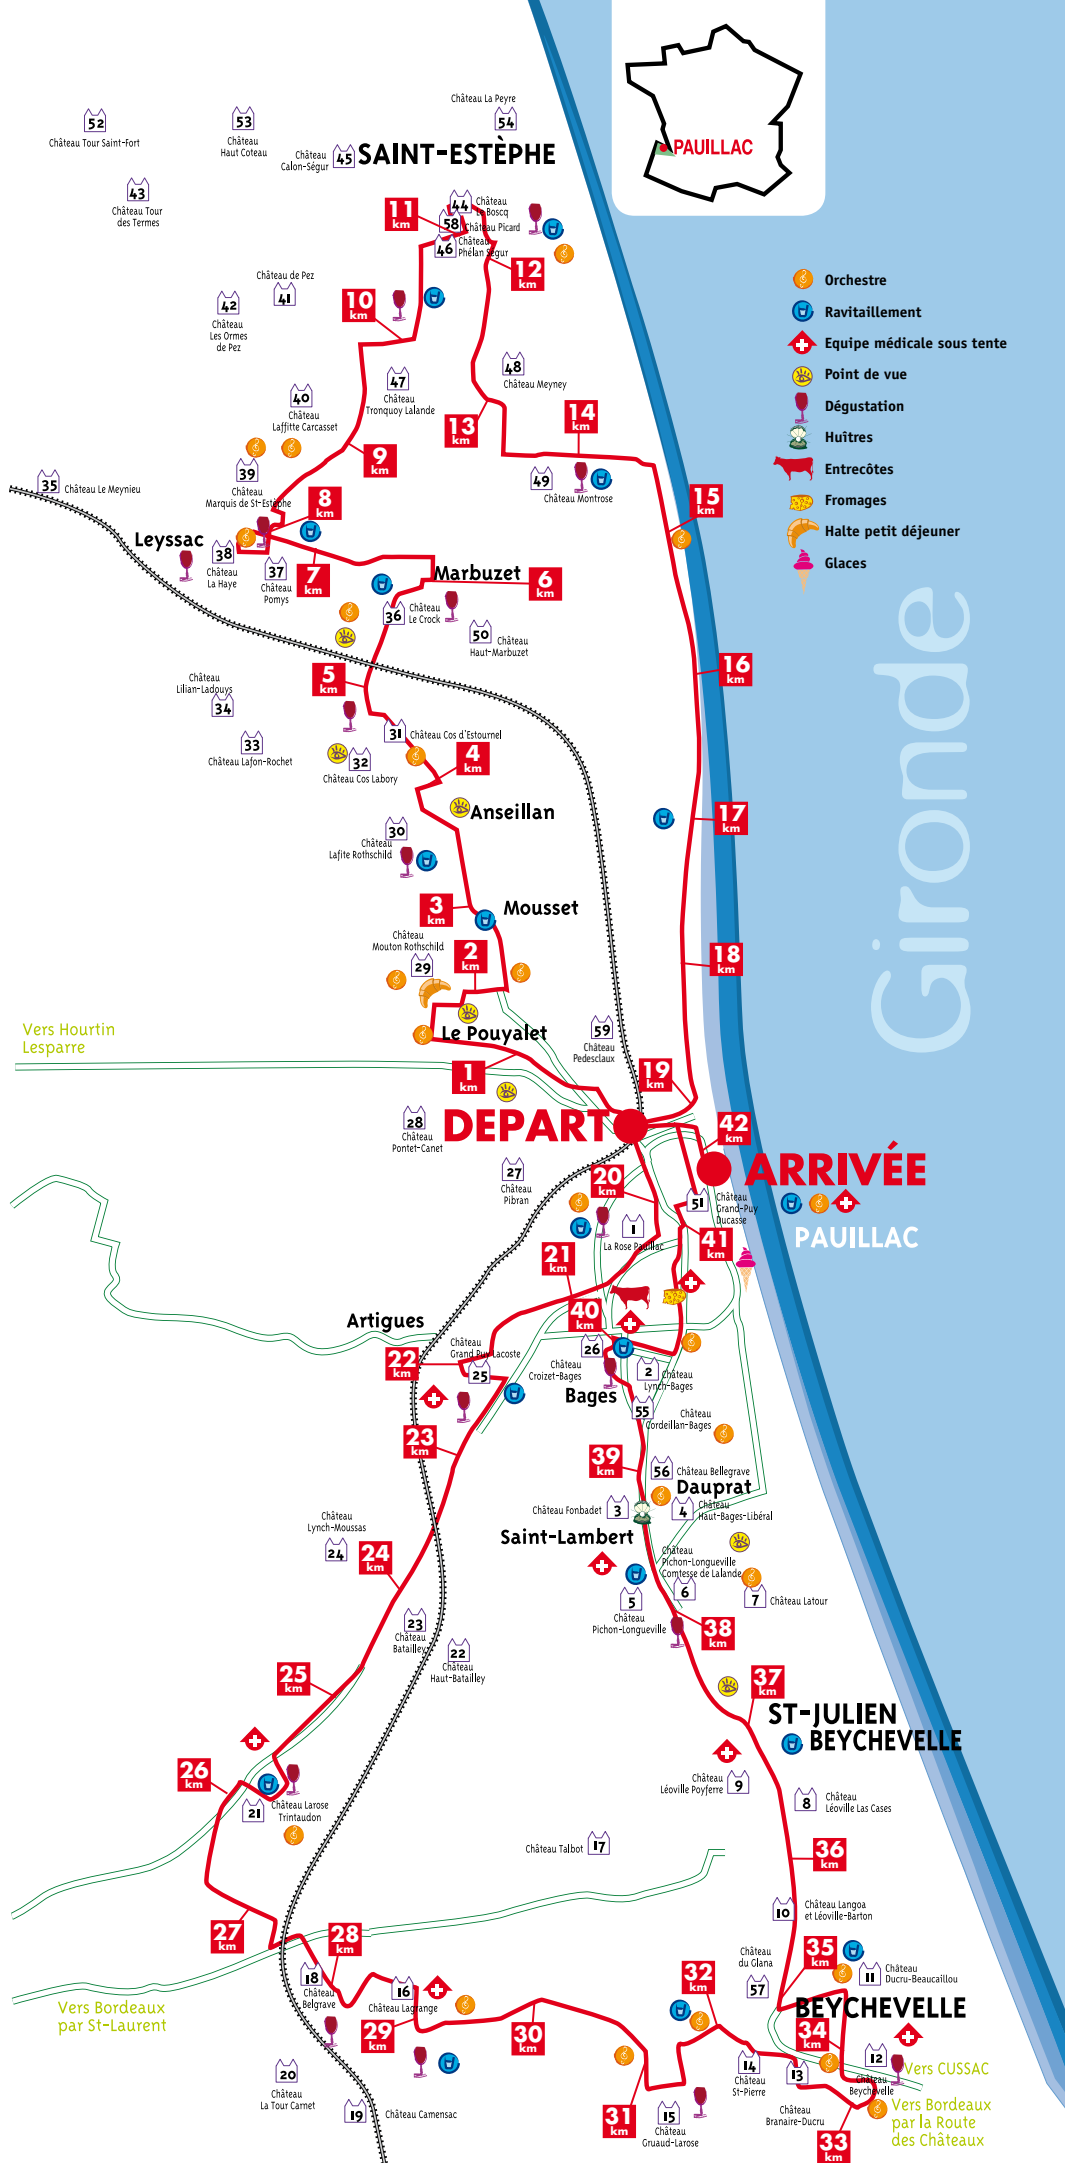 PAUILLAC
Orchestre
Ravitaillement
Equipe médicale sous tente
Point de vue
Dégustation
Huîtres
Entrecôtes
Fromages
Halte petit déjeuner
Glaces
Gironde
Château La Peyre
54
52
Château Tour Saint-Fort
53
Château
Haut Coteau
Château
Calon-Ségur
45
SAINT-ESTÈPHE
43
Château Tour
des Termes
44
Château
Le Boscq
58
Château Picard
46
Château
Phélan Ségur
11
km
12
km
Château de Pez
41
42
Château
Les Ormes
de Pez
10
km
48
Château Meyney
47
Château
Tronquoy Lalande
40
Château
Laffitte Carcasset
13
km
14
km
9
km
39
Château
Marquis de St-Estèphe
35
Château Le Meynieu
49
Château Montrose
15
km
8
km
Leyssac
38
Château
La Haye
37
Château
Pomys
7
km
Marbuzet
6
km
36
Château
Le Crock
50
Château
Haut-Marbuzet
16
km
5
km
Château
Lilian-Ladouys
34
33
Château Lafon-Rochet
31
Château Cos d'Estournel
32
Château Cos Labory
4
km
Anseillan
17
km
30
Château
Lafite Rothschild
3
km
Mousset
Château
Mouton Rothschild
29
2
km
18
km
Le Pouyalet
Vers Hourtin
Lesparre
59
Château
Pedesclaux
1
km
19
km
28
Château
Pontet-Canet
DEPART
42
km
ARRIVÉE
27
Château
Pibran
20
km
51
Château
Grand-Puy
Ducasse
PAUILLAC
1
La Rose Pauillac
41
km
21
km
40
km
Artigues
22
km
Château
Grand Puy Lacoste
25
26
Château
Croizet-Bages
2
Château
Lynch-Bages
Bages
55
Château
Cordeillan-Bages
23
km
39
km
56
Château Bellegrave
Dauprat
Château Fonbadet
3
4
Château
Haut-Bages-Libéral
Saint-Lambert
Château
Lynch-Moussas
24
24
km
Château
Pichon-Longueville
Comtesse de Lalande
6
5
Château
Pichon-Longueville
7
Château Latour
38
km
23
Château
Batailley
22
Château
Haut-Batailley
25
km
37
km
ST-JULIEN
BEYCHEVELLE
26
km
Château
Léoville Poyferre
9
8
Château
Léoville Las Cases
21
Château Larose
Trintaudon
Château Talbot
17
36
km
10
Château Langoa
et Léoville-Barton
27
km
28
km
35
km
Château
du Glana
57
11
Château
Ducru-Beaucaillou
18
Château
Belgrave
16
Château Lagrange
32
km
BEYCHEVELLE
Vers Bordeaux
par St-Laurent
29
km
30
km
34
km
12
Château
Beychevelle
Vers CUSSAC
14
Château
St-Pierre
13
Château
Branaire-Ducru
20
Château
La Tour Carnet
19
Château Camensac
31
km
15
Château
Gruaud-Larose
33
km
Vers Bordeaux
par la Route
des Châteaux